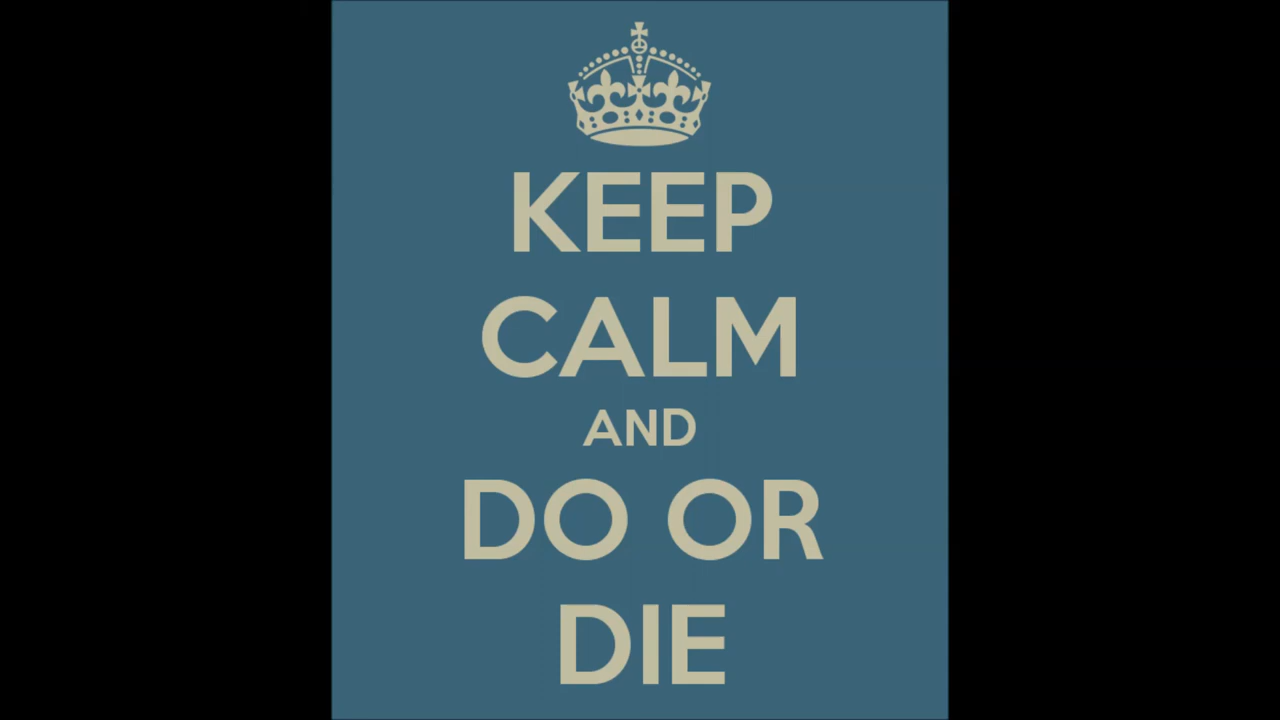 KEEP
CALM
AND
DO OR
DIE